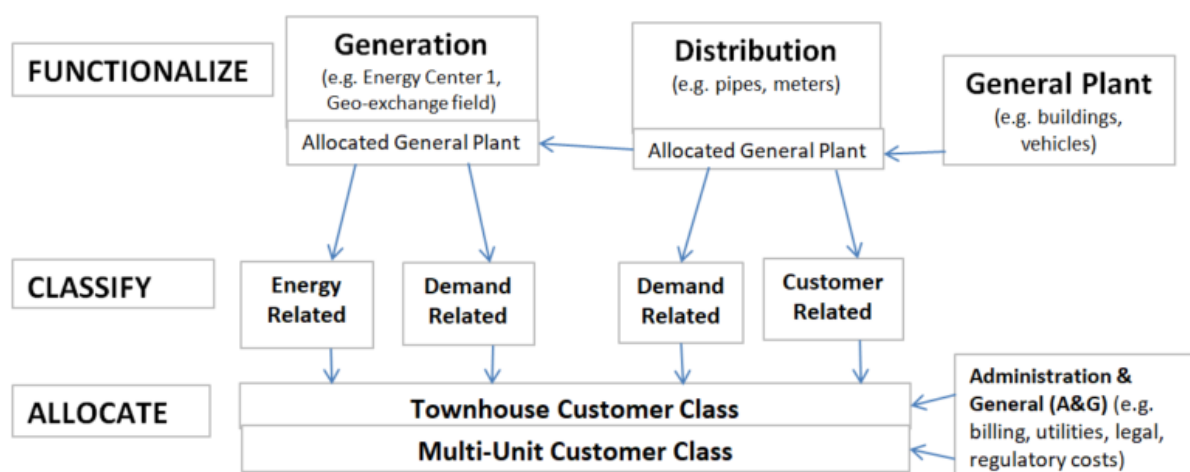 FUNCTIONALIZE
Generation
(e.g. Energy Center 1,
Geo-exchange field)
Allocated General Plant
Distribution
(e.g. pipes, meters)
Allocated General Plant
General Plant
(e.g. buildings,
vehicles)
CLASSIFY
Energy
Related
Demand
Related
Demand
Related
Customer
Related
ALLOCATE
Townhouse Customer Class
Multi-Unit Customer Class
Administration &
General (A&G) (e.g.
billing, utilities, legal,
regulatory costs)